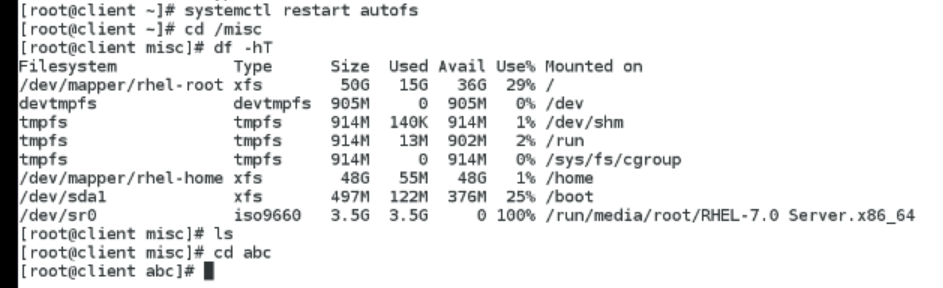 [root@client ~]# systemctl restart autofs
[root@client ~]# cd /misc
[root@client misc]# df -hT
Filesystem            Type      Size  Used Avail Use% Mounted on
/dev/mapper/rhel-root xfs        50G   15G   36G  29% /
devtmpfs              devtmpfs  905M     0  905M   0% /dev
tmpfs                 tmpfs     914M  140K  914M   1% /dev/shm
tmpfs                 tmpfs     914M   13M  902M   2% /run
tmpfs                 tmpfs     914M     0  914M   0% /sys/fs/cgroup
/dev/mapper/rhel-home xfs        48G   55M   48G   1% /home
/dev/sda1             xfs       497M  122M  376M  25% /boot
/dev/sr0              iso9660   3.5G  3.5G     0 100% /run/media/root/RHEL-7.0 Server.x86_64
[root@client misc]# ls
[root@client misc]# cd abc
[root@client abc]#